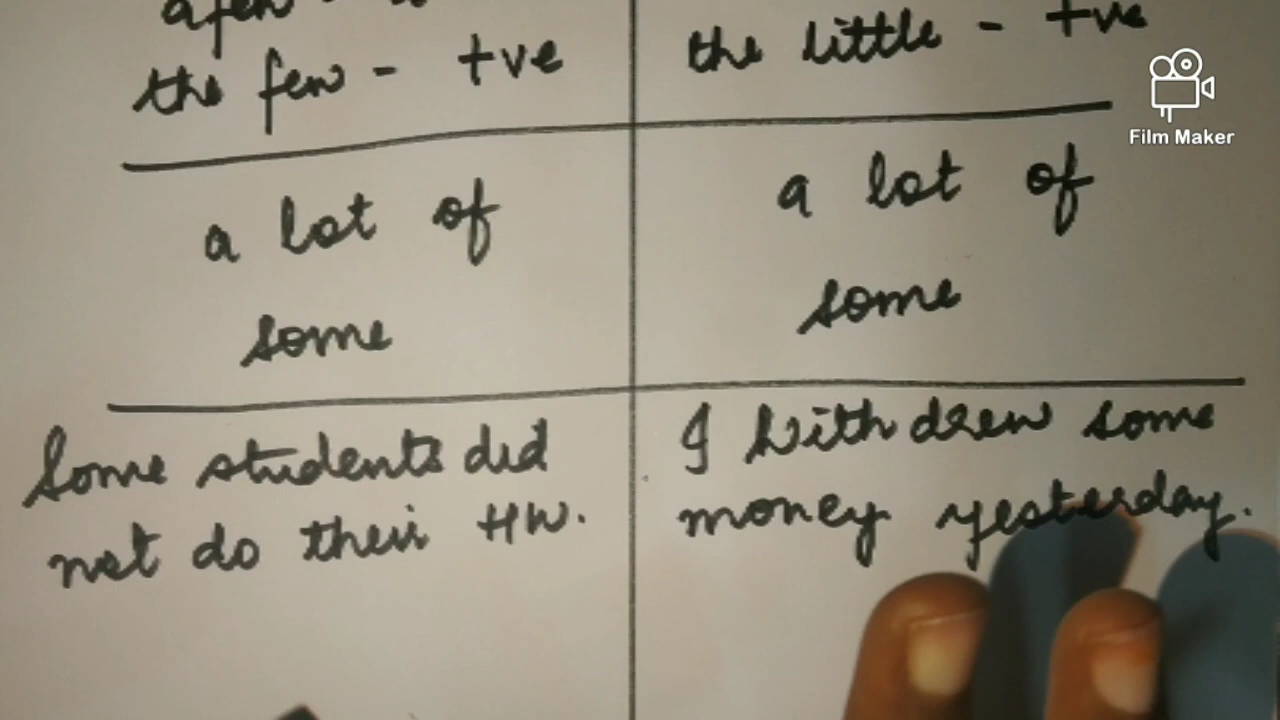 a few -
the few - +ve
a lot of
some
Some students did
not do their HW.
the little - +ve
a lot of
some
I withdrew some
money yesterday.
Film Maker